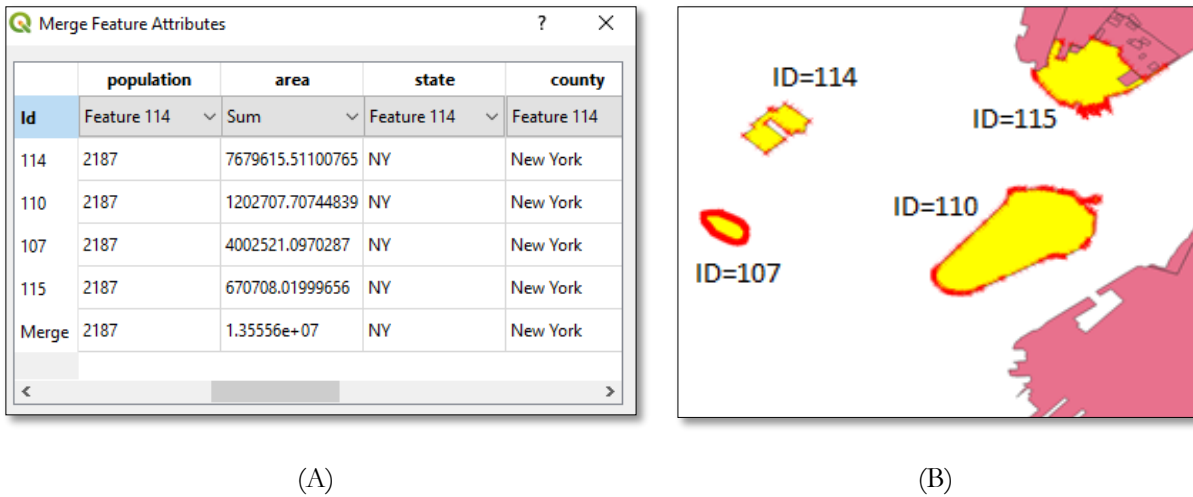 Merge Feature Attributes ? ×
population area state county
Id Feature 114 Sum Feature 114 Feature 114
114 2187 7679615.51100765 NY New York
110 2187 1202707.70744839 NY New York
107 2187 4002521.0970287 NY New York
115 2187 670708.01999656 NY New York
Merge 2187 1.35556e+07 NY New York
(A)
ID=114
ID=115
ID=110
ID=107
(B)